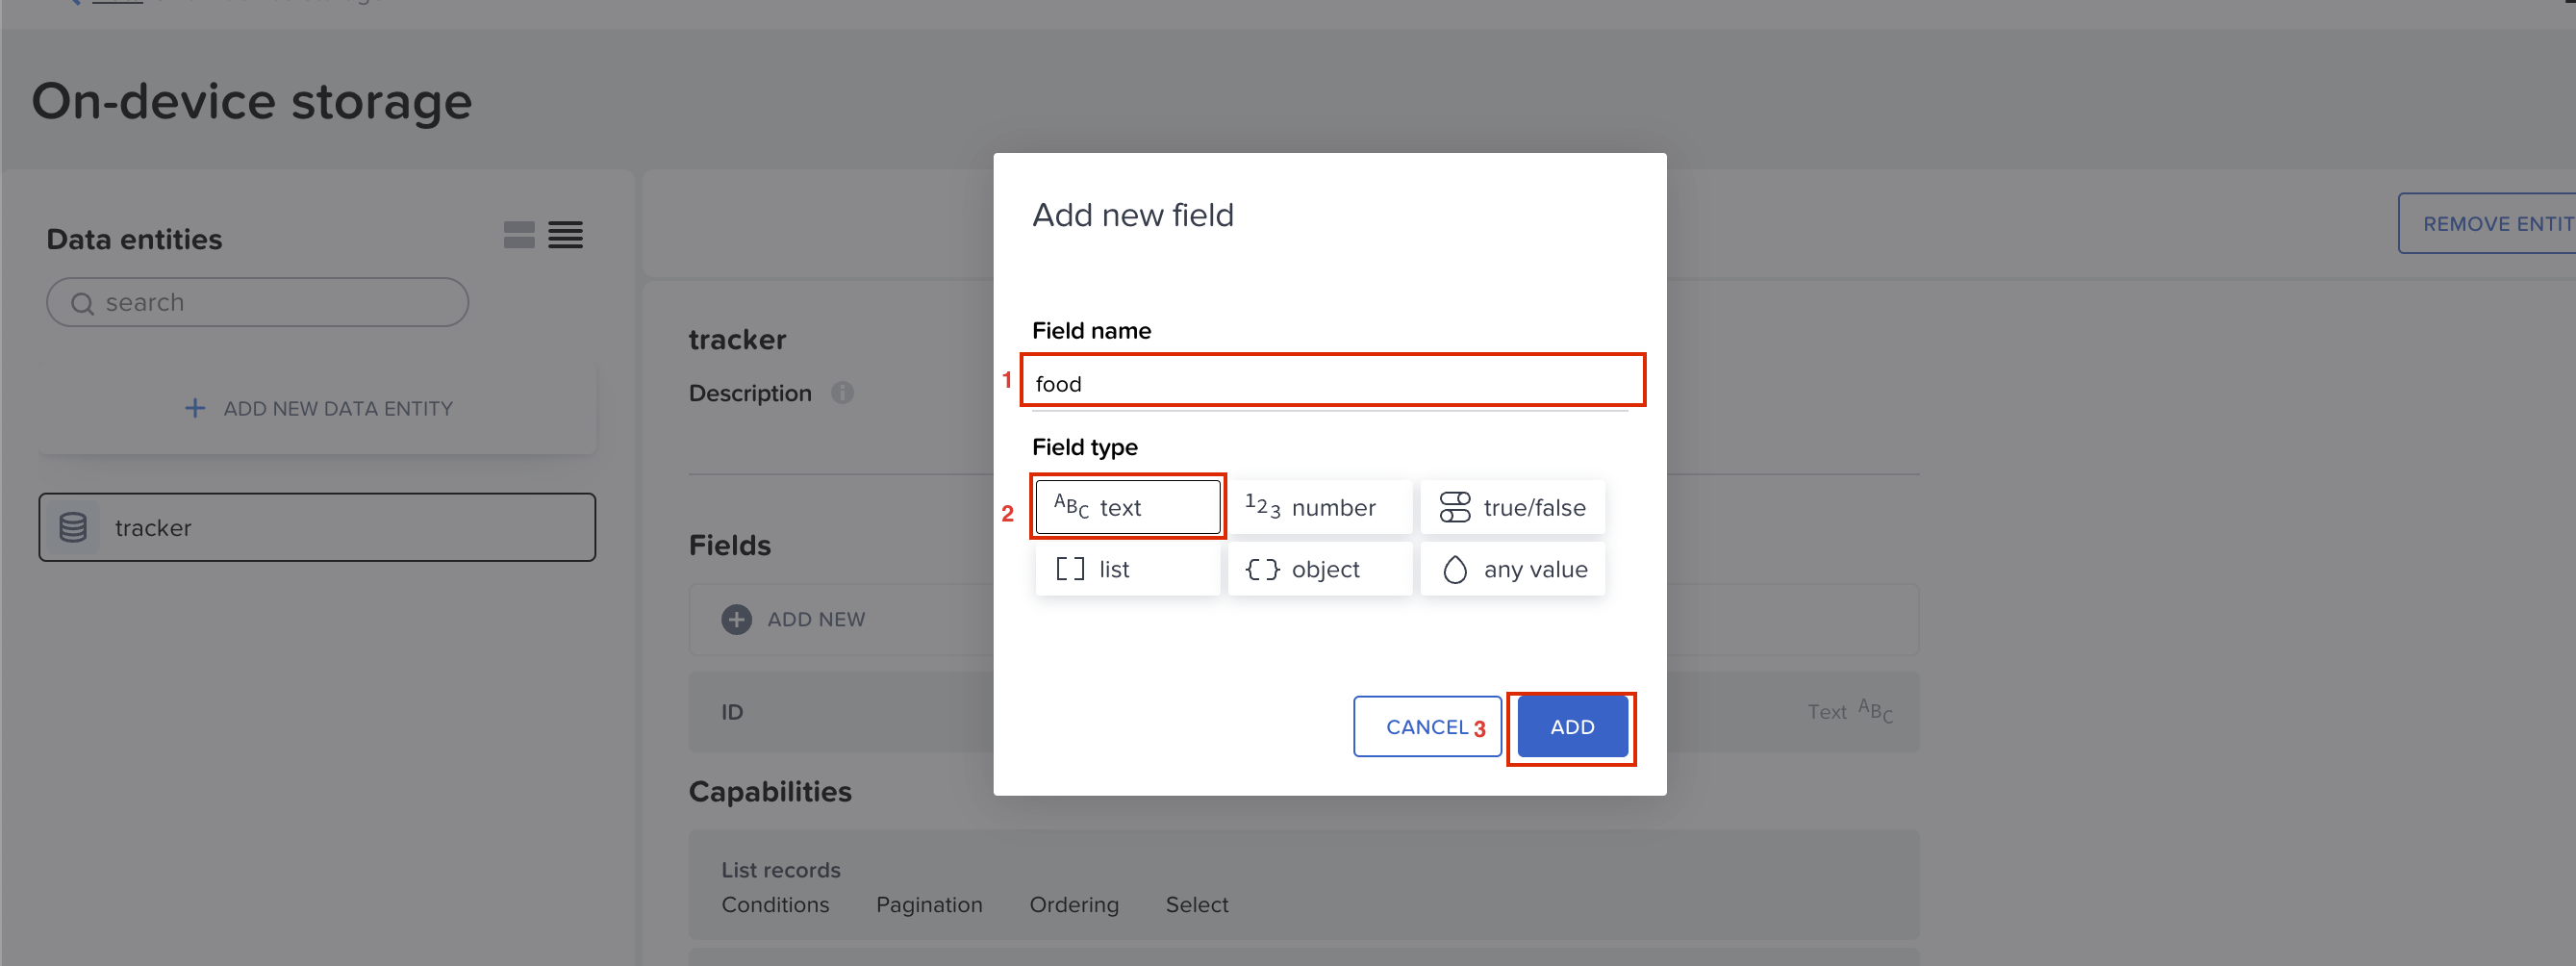 On-device storage
Data entities
search
ADD NEW DATA ENTITY
tracker
REMOVE ENTIT
tracker
Description
Fields
ADD NEW
ID
Text ABC
Capabilities
List records
Conditions Pagination Ordering Select
Add new field
Field name
1 food
Field type
2 ABC text 123 number true/false
[] list {} object any value
CANCEL 3 ADD